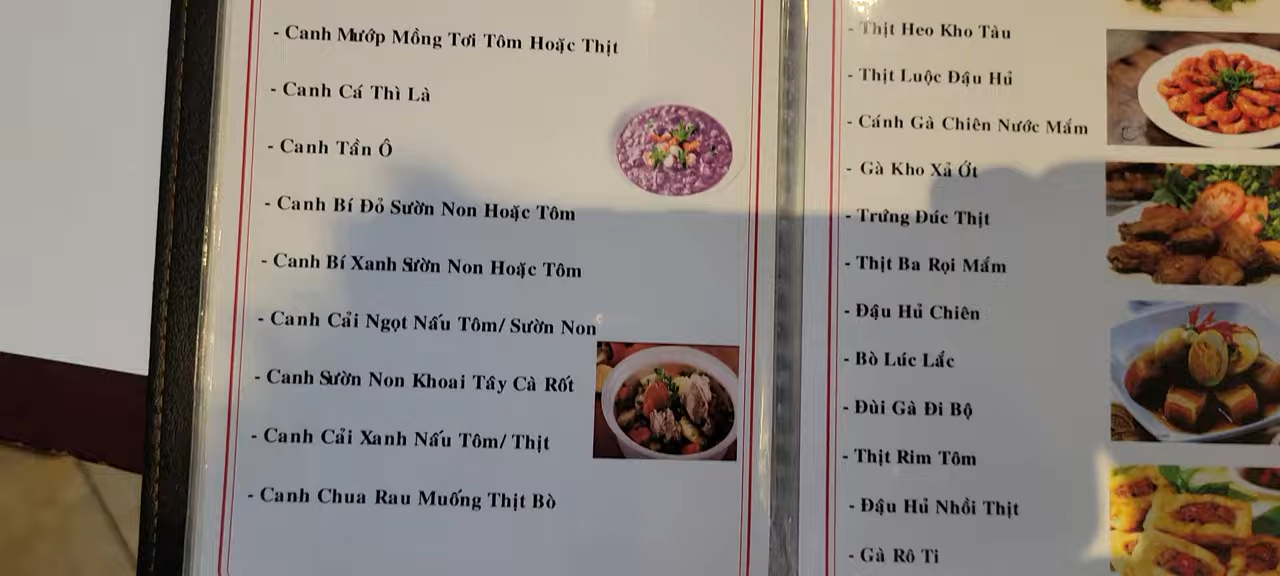 - Canh Mướp Mồng Tơi Tôm Hoặc Thịt
- Canh Cá Thì Là
- Canh Tần Ô
- Canh Bí Đỏ Sườn Non Hoặc Tôm
- Canh Bí Xanh Sườn Non Hoặc Tôm
- Canh Cải Ngọt Nấu Tôm/ Sườn Non
- Canh Sườn Non Khoai Tây Cà Rốt
- Canh Cải Xanh Nấu Tôm/ Thịt
- Canh Chua Rau Muống Thịt Bò
- Thịt Heo Kho Tàu
- Thịt Luộc Đậu Hủ
- Cánh Gà Chiên Nước Mắm
- Gà Kho Xả Ớt
- Trứng Đúc Thịt
- Thịt Ba Rọi Mắm
- Đậu Hủ Chiên
- Bò Lúc Lắc
- Đùi Gà Đi Bộ
- Thịt Rim Tôm
- Đậu Hủ Nhồi Thịt
- Gà Rô Ti